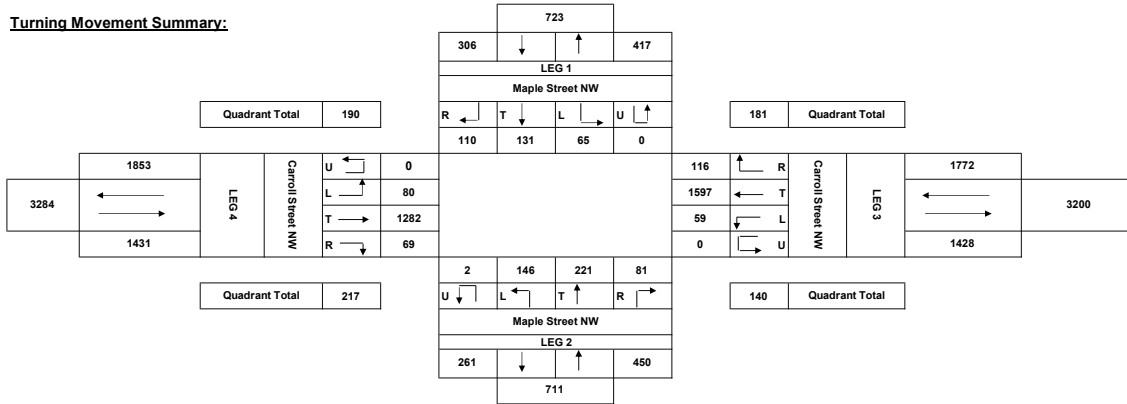 Turning Movement Summary:
723
306 417
LEG 1
Maple Street NW
Quadrant Total 190
R T L U
181 Quadrant Total
110 131 65 0
1853
U 0
116 R
1772
3284
LEG 4
Carroll Street NW
L 80
1597 T
Carroll Street NW
LEG 3
3200
T 1282
59 L
1431
R 69
0 U
1428
2 146 221 81
Quadrant Total 217
U L T R
140 Quadrant Total
Maple Street NW
LEG 2
261 450
711